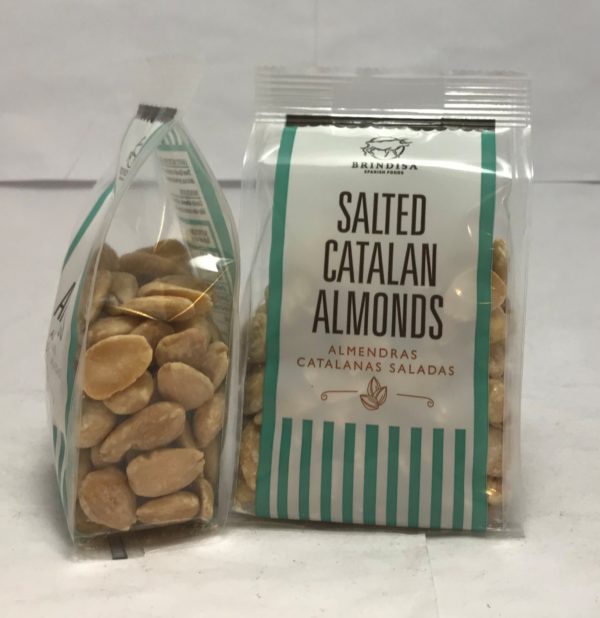 BRINDISA
SPANISH FOODS
SALTED
CATALAN
ALMONDS
ALMENDRAS
CATALANAS SALADAS